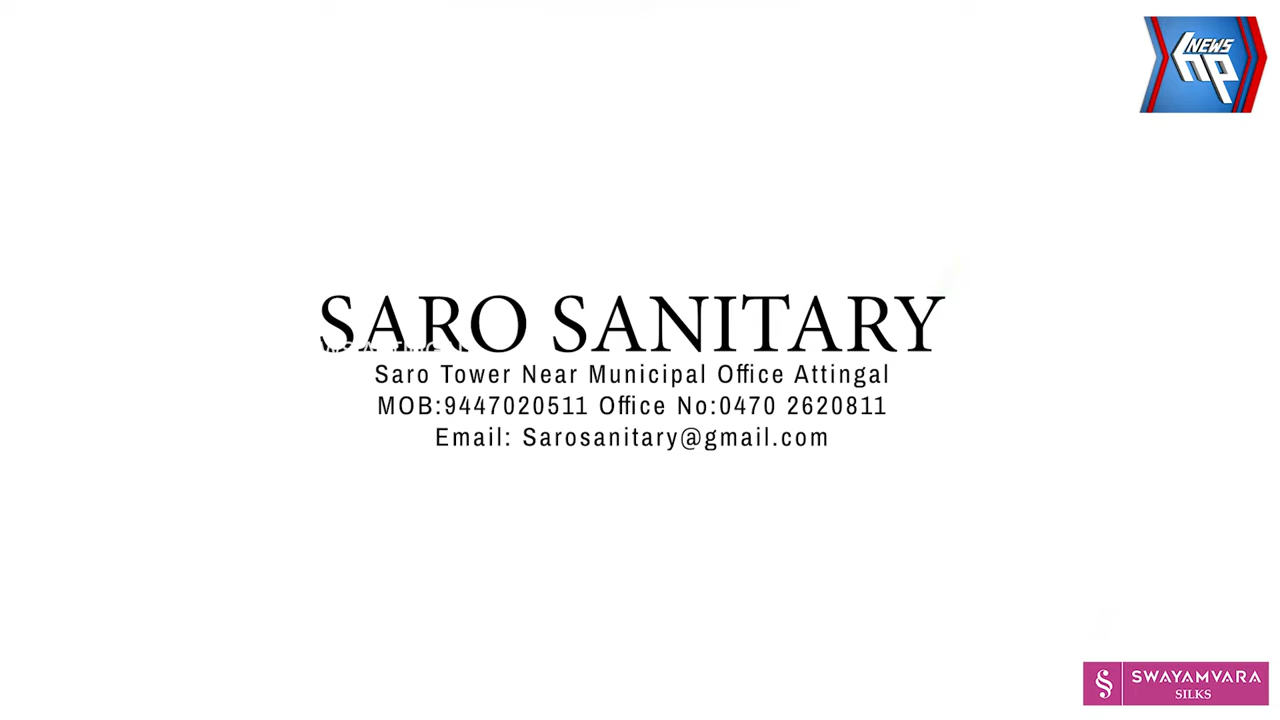 NEWS
hp
SARO SANITARY
Saro Tower Near Municipal Office Attingal
MOB:9447020511 Office No:0470 2620811
Email: Sarosanitary@gmail.com
SWAYAMVARA
SILKS